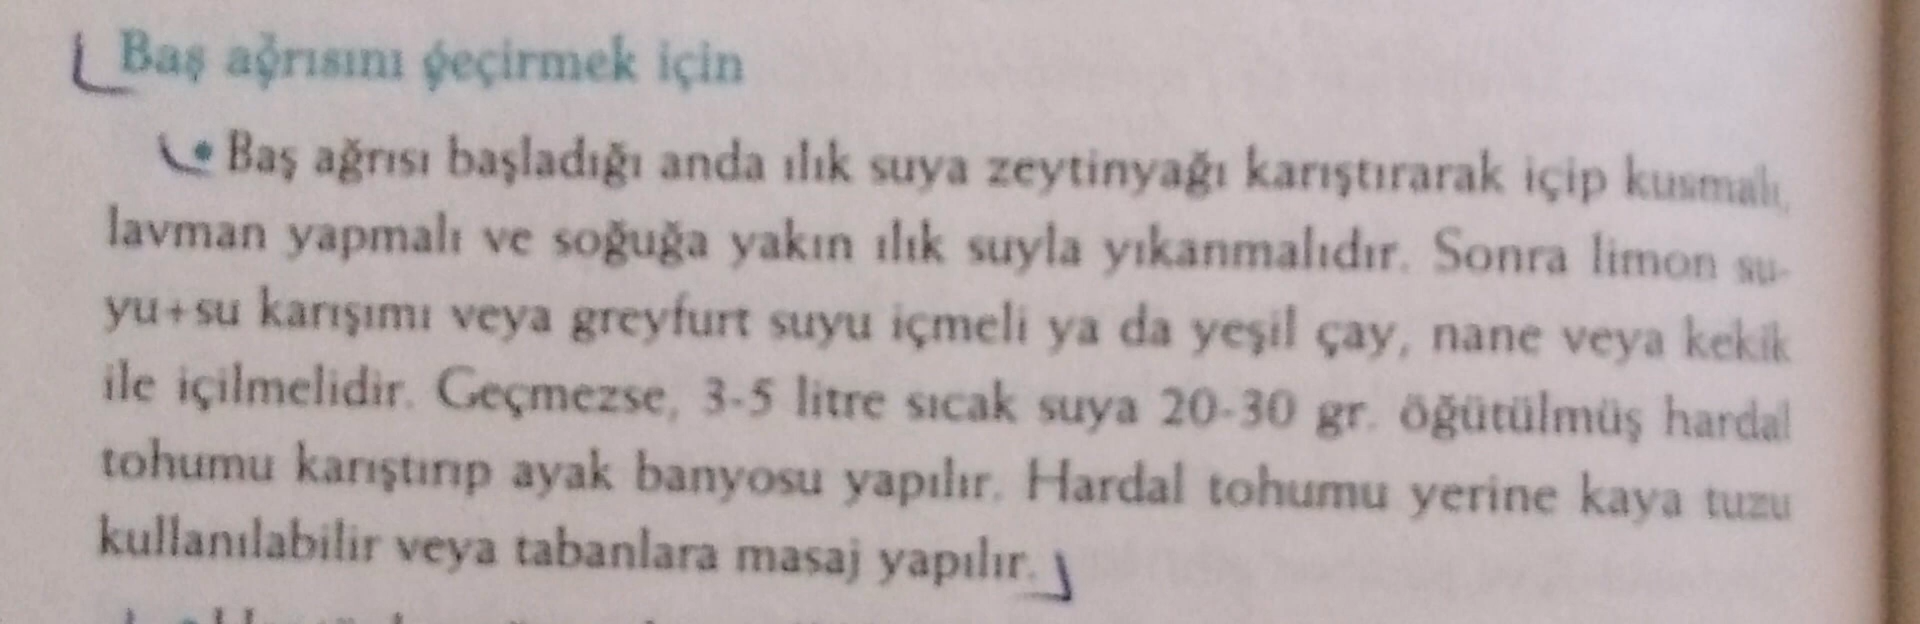 Baş ağrısını geçirmek için
• Baş ağrısı başladığı anda ılık suya zeytinyağı karıştırarak içip kusmalı,
lavman yapmalı ve soğuğa yakın ılık suyla yıkanmalıdır. Sonra limon su-
yu+su karışımı veya greyfurt suyu içmeli ya da yeşil çay, nane veya kekik
ile içilmelidir. Geçmezse, 3-5 litre sıcak suya 20-30 gr. öğütülmüş hardal
tohumu karıştırıp ayak banyosu yapılır. Hardal tohumu yerine kaya tuzu
kullanılabilir veya tabanlara masaj yapılır.